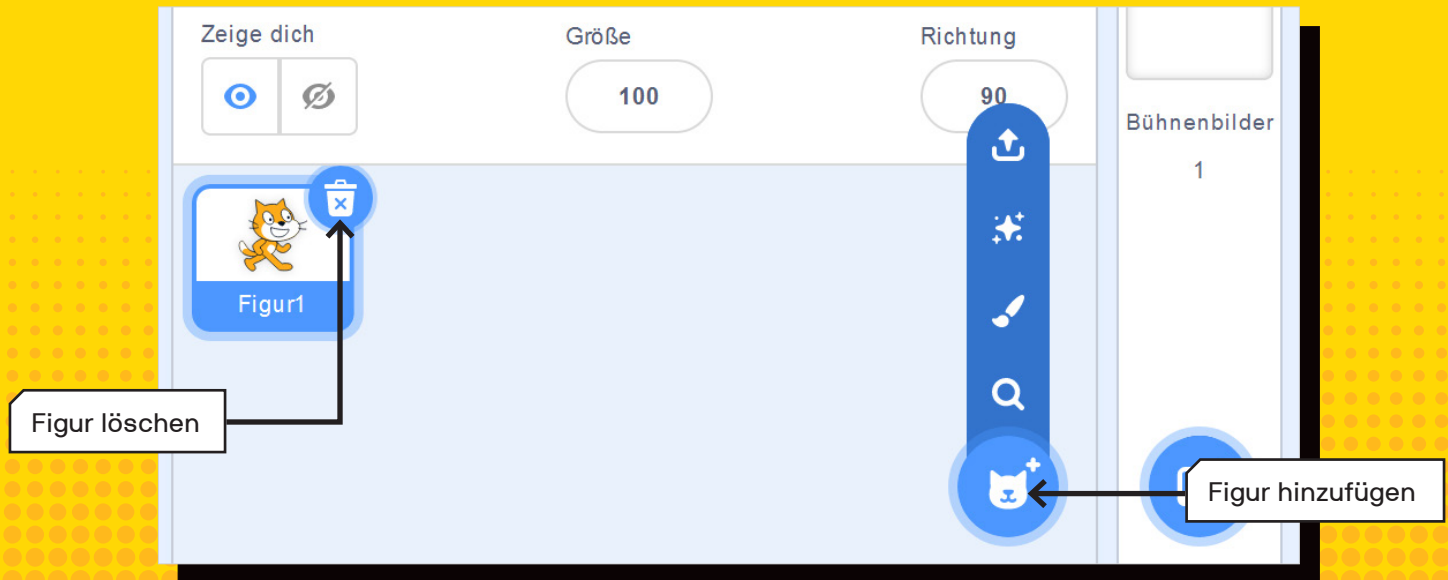 Zeige dich
Größe
Richtung
100
90
Bühnenbilder
1
Figur1
Figur löschen
Figur hinzufügen